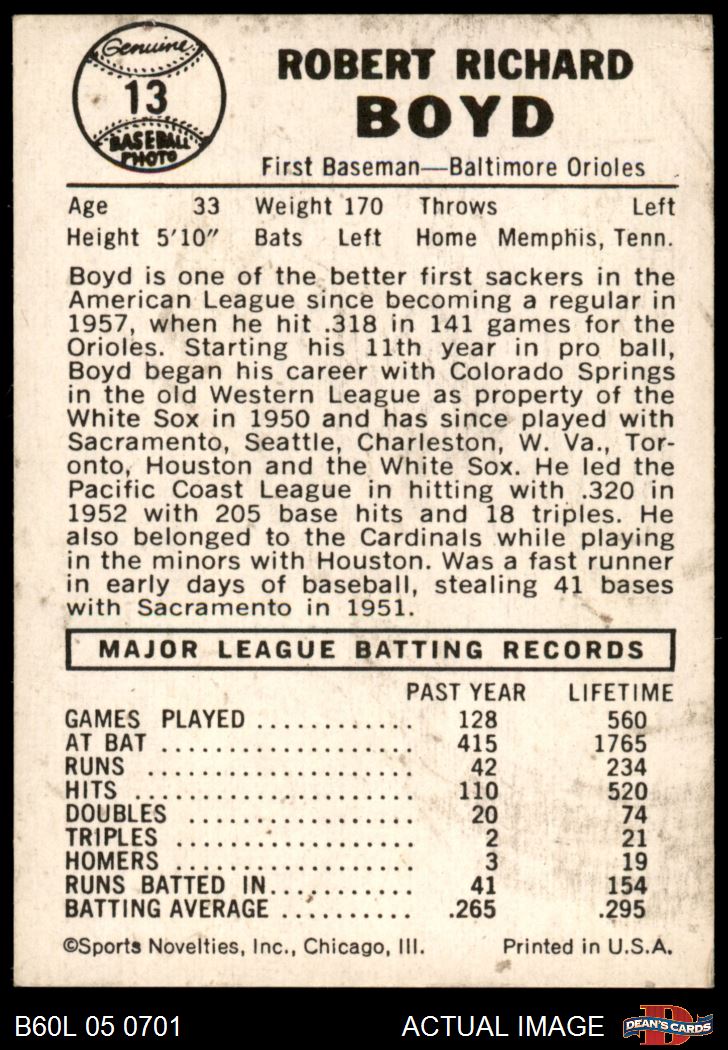 Genuine
13
BASEBALL
PHOTO
ROBERT RICHARD
BOYD
First Baseman—Baltimore Orioles
Age 33 Weight 170 Throws Left
Height 5'10" Bats Left Home Memphis, Tenn.
Boyd is one of the better first sackers in the
American League since becoming a regular in
1957, when he hit .318 in 141 games for the
Orioles. Starting his 11th year in pro ball,
Boyd began his career with Colorado Springs
in the old Western League as property of the
White Sox in 1950 and has since played with
Sacramento, Seattle, Charleston, W. Va., Tor-
onto, Houston and the White Sox. He led the
Pacific Coast League in hitting with .320 in
1952 with 205 base hits and 18 triples. He
also belonged to the Cardinals while playing
in the minors with Houston. Was a fast runner
in early days of baseball, stealing 41 bases
with Sacramento in 1951.
MAJOR LEAGUE BATTING RECORDS
PAST YEAR LIFETIME
GAMES PLAYED ............ 128 560
AT BAT .................... 415 1765
RUNS ..................... 42 234
HITS ...................... 110 520
DOUBLES .................. 20 74
TRIPLES .................... 2 21
HOMERS ................... 3 19
RUNS BATTED IN........... 41 154
BATTING AVERAGE .......... .265 .295
©Sports Novelties, Inc., Chicago, Ill. Printed in U.S.A.
B60L 05 0701 ACTUAL IMAGE D DEAN'S CARDS